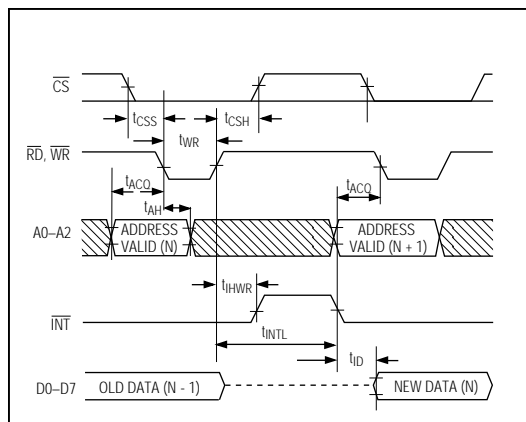 CS
tCSS
tCSH
tWR
RD, WR
tACQ
tACQ
tAH
A0–A2
ADDRESS
VALID (N)
ADDRESS
VALID (N + 1)
tIHWR
INT
tINTL
tID
D0–D7
OLD DATA (N - 1)
NEW DATA (N)